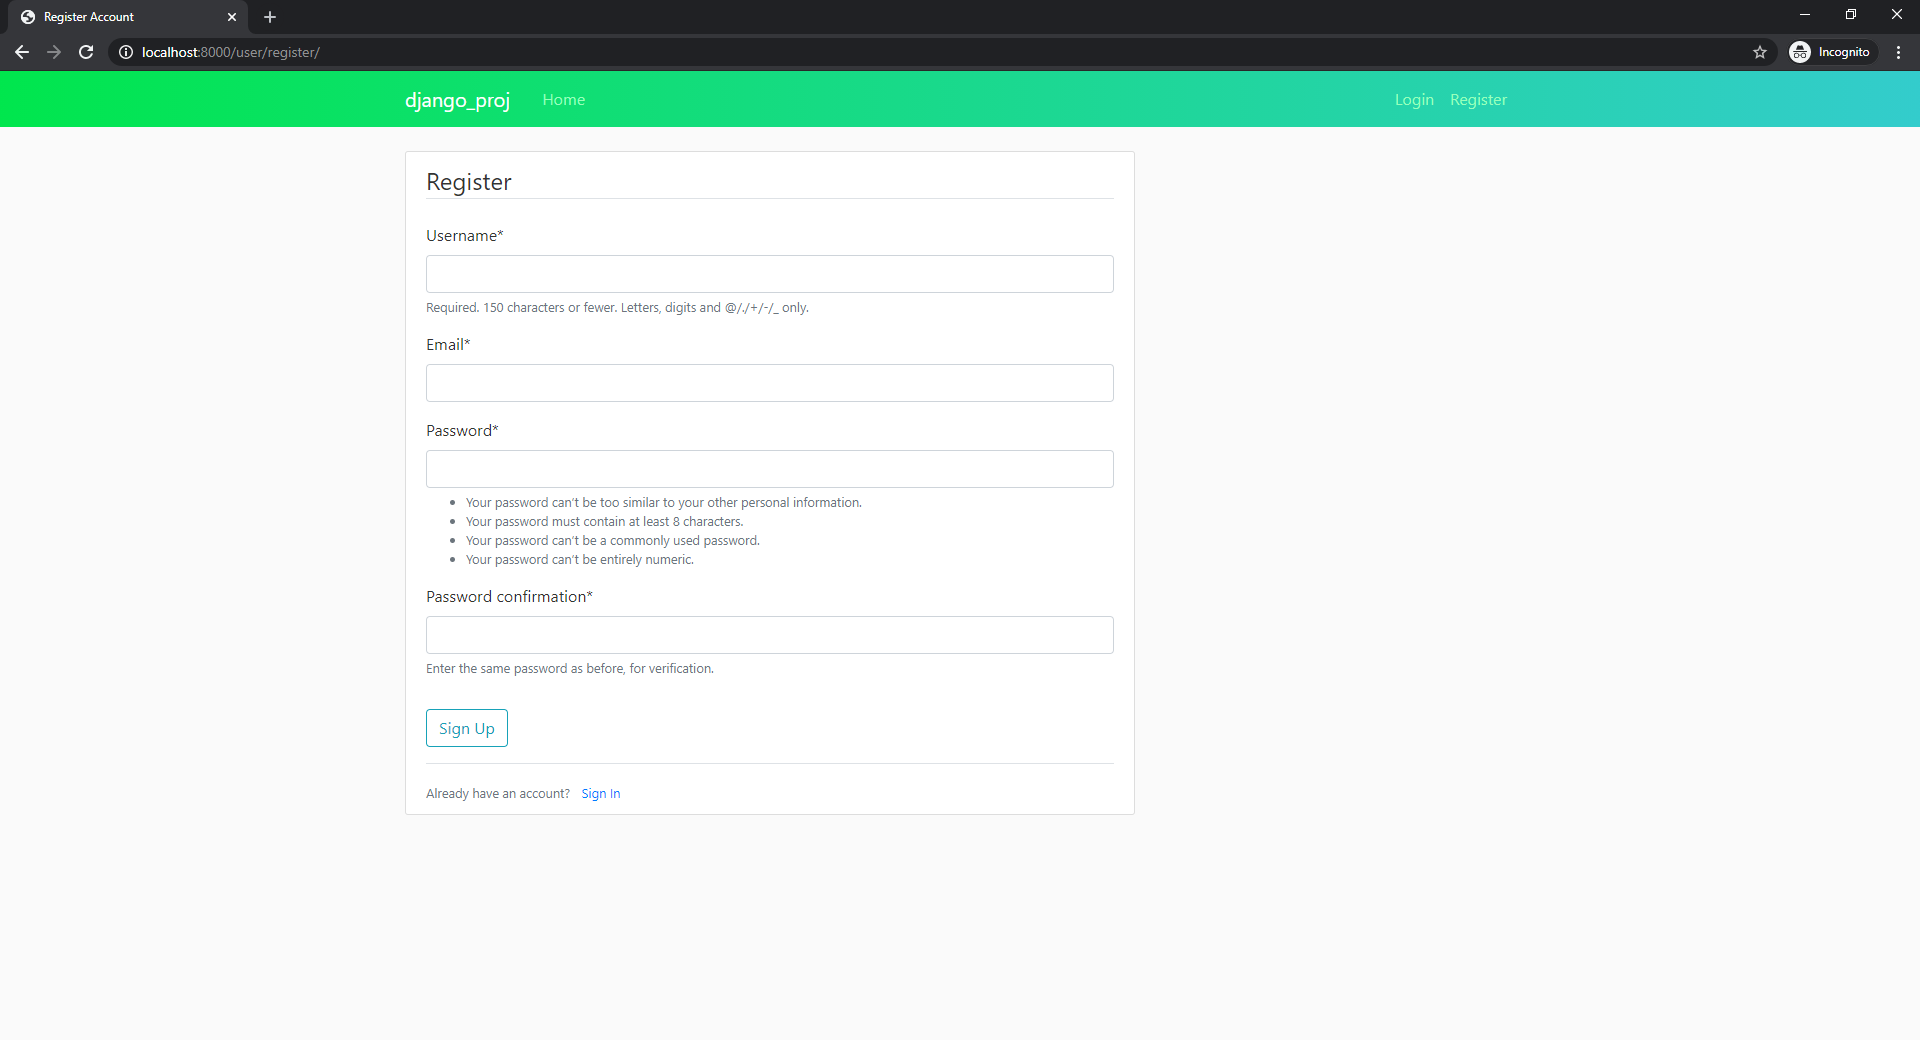 Register Account
localhost:8000/user/register/
Incognito
django_proj Home Login Register
Register
Username*
Required. 150 characters or fewer. Letters, digits and @/./+/-/_ only.
Email*
Password*
Your password can't be too similar to your other personal information.
Your password must contain at least 8 characters.
Your password can't be a commonly used password.
Your password can't be entirely numeric.
Password confirmation*
Enter the same password as before, for verification.
Sign Up
Already have an account? Sign In